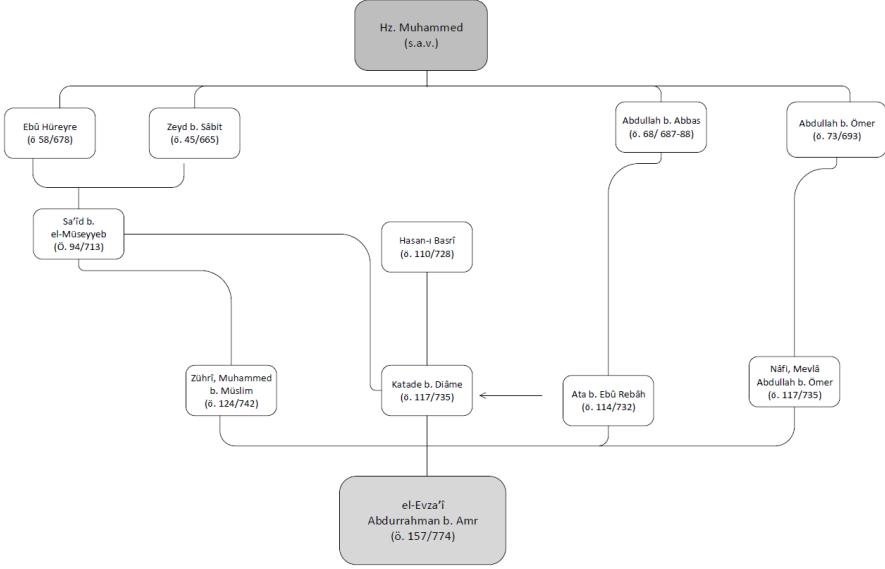 Hz. Muhammed
(s.a.v.)
Ebû Hüreyre
(ö 58/678)
Zeyd b. Sâbit
(ö. 45/665)
Abdullah b. Abbas
(ö. 68/ 687-88)
Abdullah b. Ömer
(ö. 73/693)
Sa'îd b.
el-Müseyyeb
(Ö. 94/713)
Hasan-ı Basrî
(ö. 110/728)
Zührî, Muhammed
b. Müslim
(ö. 124/742)
Katade b. Diâme
(ö. 117/735)
Ata b. Ebû Rebâh
(ö. 114/732)
Nâfi, Mevlâ
Abdullah b. Ömer
(ö. 117/735)
el-Evza'î
Abdurrahman b. Amr
(ö. 157/774)